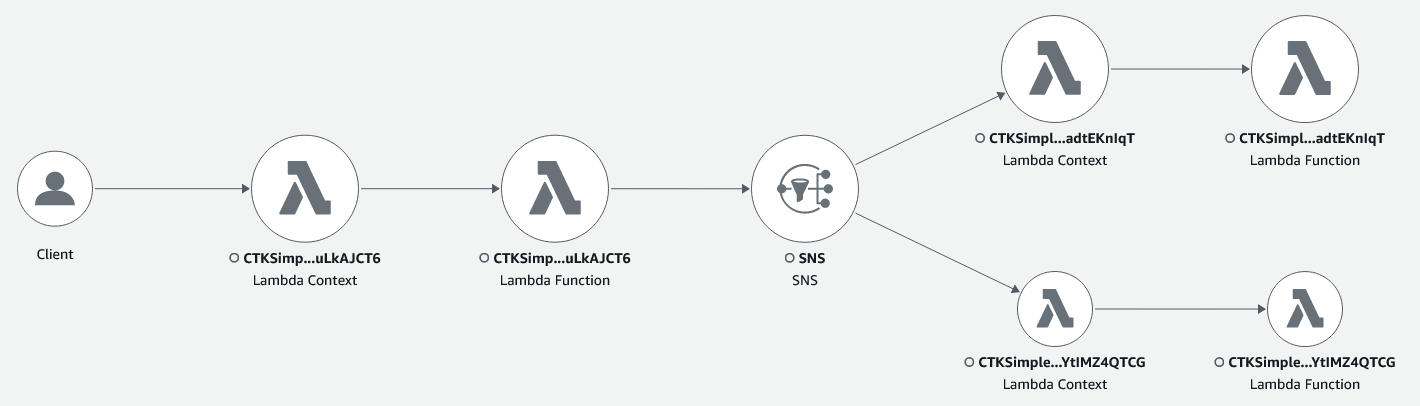 Client
CTKSimp...uLkAJCT6
Lambda Context
CTKSimp...uLkAJCT6
Lambda Function
SNS
SNS
CTKSimpl...adtEKnIqT
Lambda Context
CTKSimpl...adtEKnIqT
Lambda Function
CTKSimple...YtIMZ4QTCG
Lambda Context
CTKSimple...YtIMZ4QTCG
Lambda Function